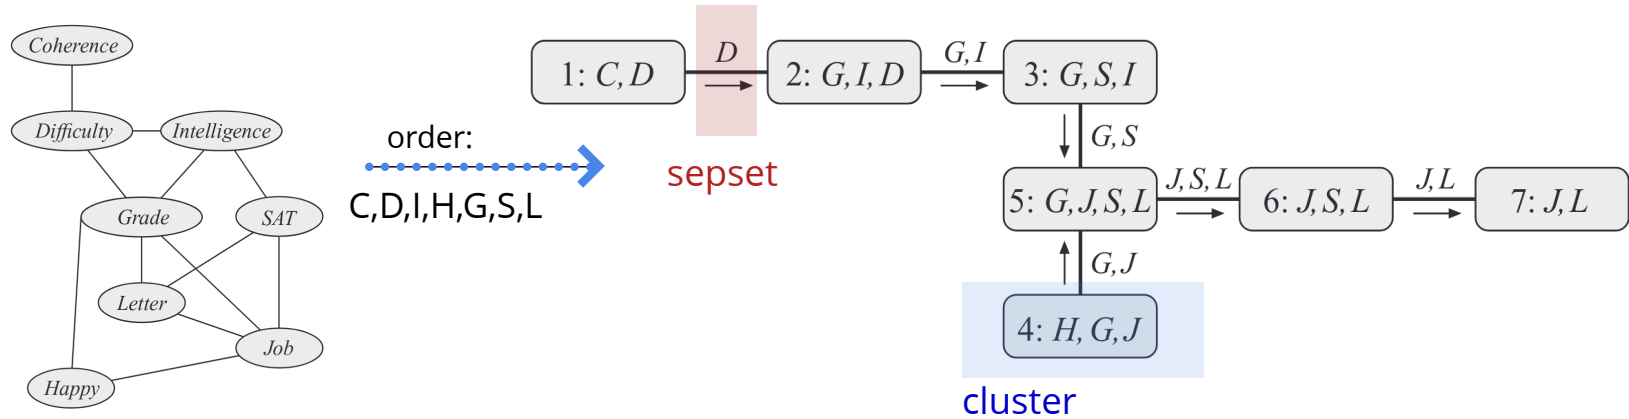 Coherence
Difficulty
Intelligence
Grade
SAT
Letter
Job
Happy
order:
C,D,I,H,G,S,L
1: C, D
D
sepset
2: G, I, D
G, I
3: G, S, I
G, S
5: G, J, S, L
J, S, L
6: J, S, L
J, L
7: J, L
G, J
4: H, G, J
cluster